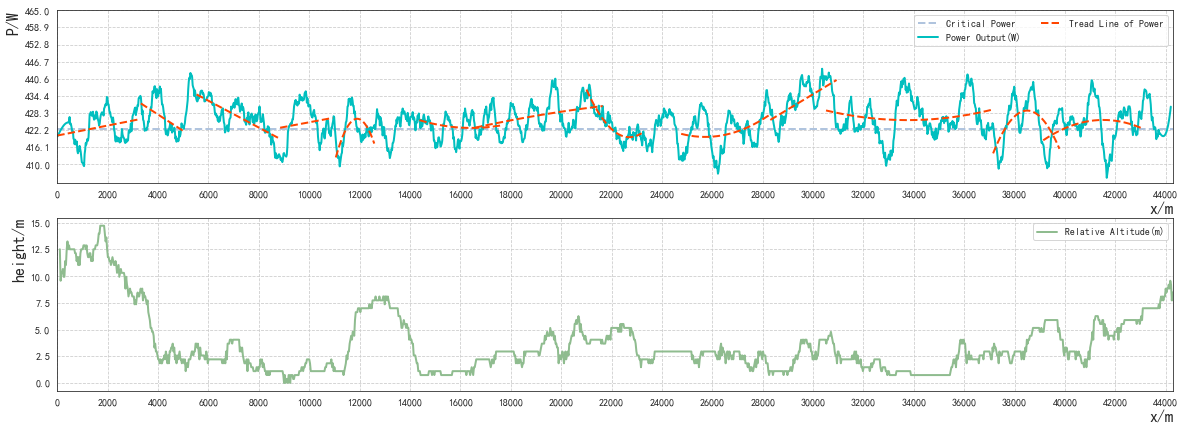 P/W
465.0
458.9
452.8
446.7
440.6
434.4
428.3
422.2
416.1
410.0
Critical Power
Power Output(W)
Tread Line of Power
0 2000 4000 6000 8000 10000 12000 14000 16000 18000 20000 22000 24000 26000 28000 30000 32000 34000 36000 38000 40000 42000 44000
x/m
height/m
15.0
12.5
10.0
7.5
5.0
2.5
0.0
Relative Altitude(m)
0 2000 4000 6000 8000 10000 12000 14000 16000 18000 20000 22000 24000 26000 28000 30000 32000 34000 36000 38000 40000 42000 44000
x/m